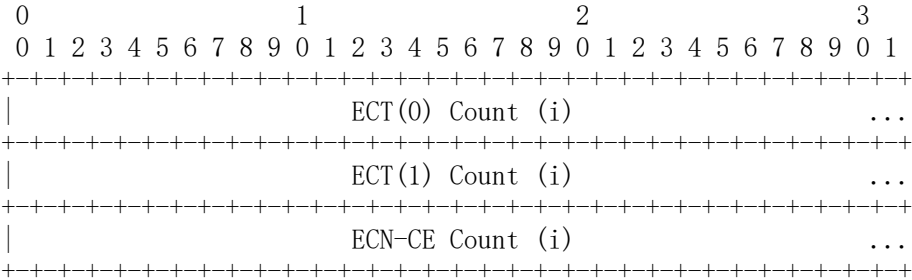 0                   1                   2                   3
0 1 2 3 4 5 6 7 8 9 0 1 2 3 4 5 6 7 8 9 0 1 2 3 4 5 6 7 8 9 0 1
+-+-+-+-+-+-+-+-+-+-+-+-+-+-+-+-+-+-+-+-+-+-+-+-+-+-+-+-+-+-+-+-+
|                        ECT(0) Count (i)                     ...
+-+-+-+-+-+-+-+-+-+-+-+-+-+-+-+-+-+-+-+-+-+-+-+-+-+-+-+-+-+-+-+-+
|                        ECT(1) Count (i)                     ...
+-+-+-+-+-+-+-+-+-+-+-+-+-+-+-+-+-+-+-+-+-+-+-+-+-+-+-+-+-+-+-+-+
|                        ECN-CE Count (i)                     ...
+-+-+-+-+-+-+-+-+-+-+-+-+-+-+-+-+-+-+-+-+-+-+-+-+-+-+-+-+-+-+-+-+